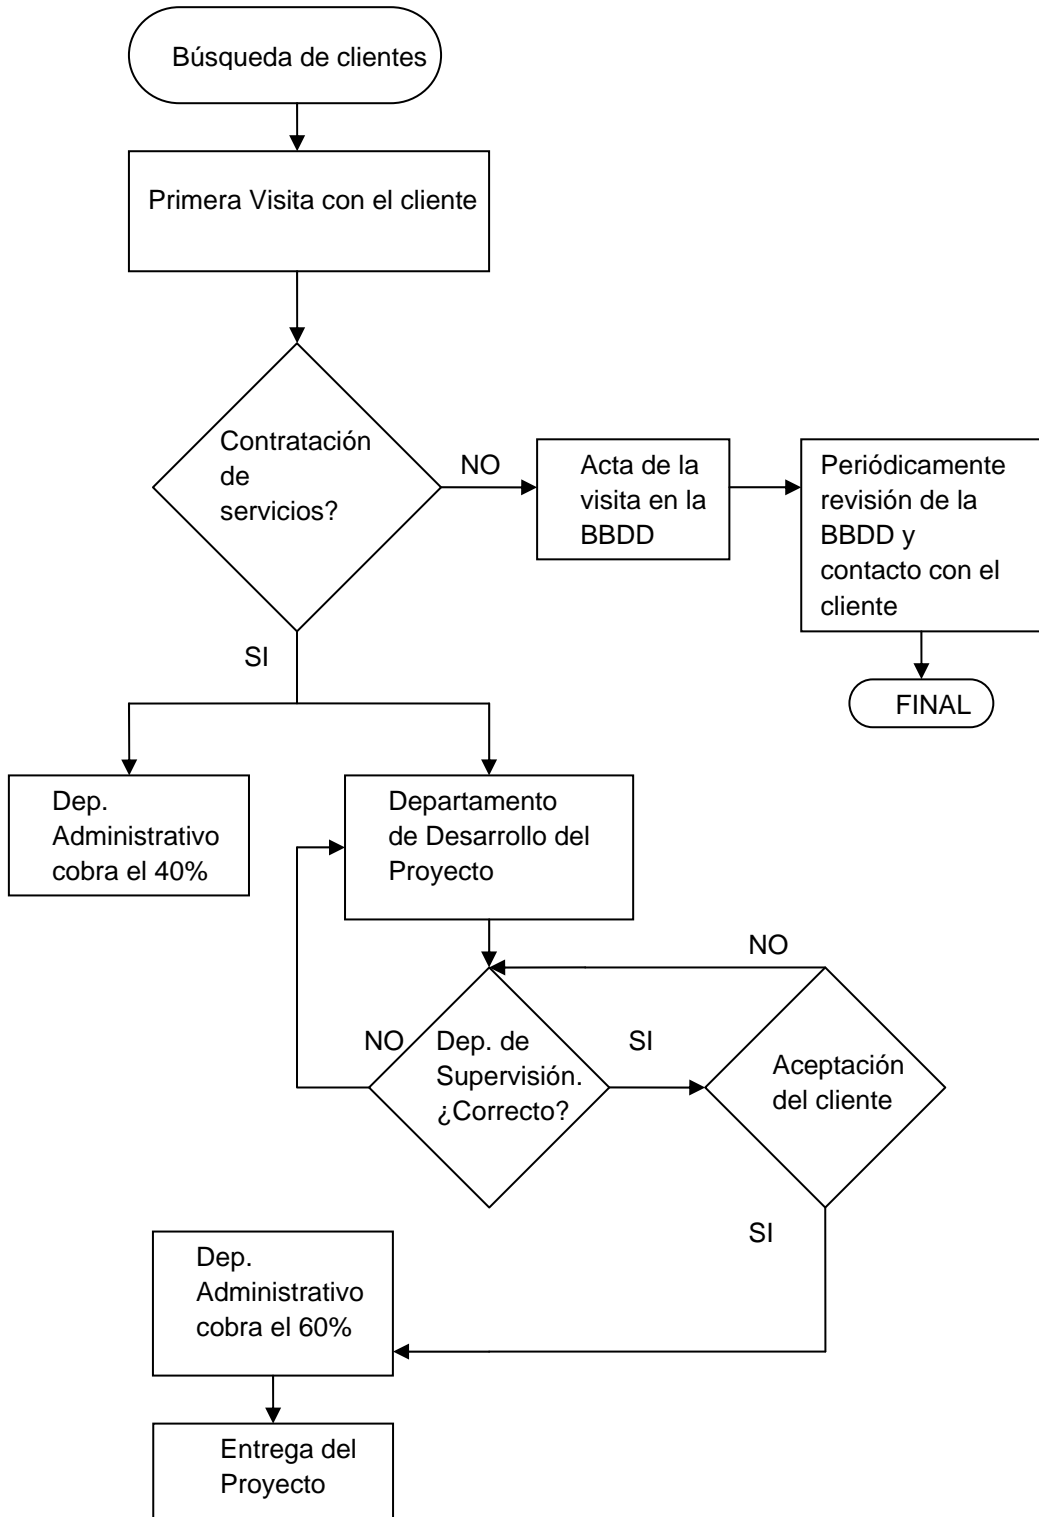 Búsqueda de clientes
Primera Visita con el cliente
Contratación
de
servicios?
NO
Acta de la
visita en la
BBDD
Periódicamente
revisión de la
BBDD y
contacto con el
cliente
SI
FINAL
Dep.
Administrativo
cobra el 40%
Departamento
de Desarrollo del
Proyecto
NO
NO
Dep. de
Supervisión.
¿Correcto?
SI
Aceptación
del cliente
SI
Dep.
Administrativo
cobra el 60%
Entrega del
Proyecto